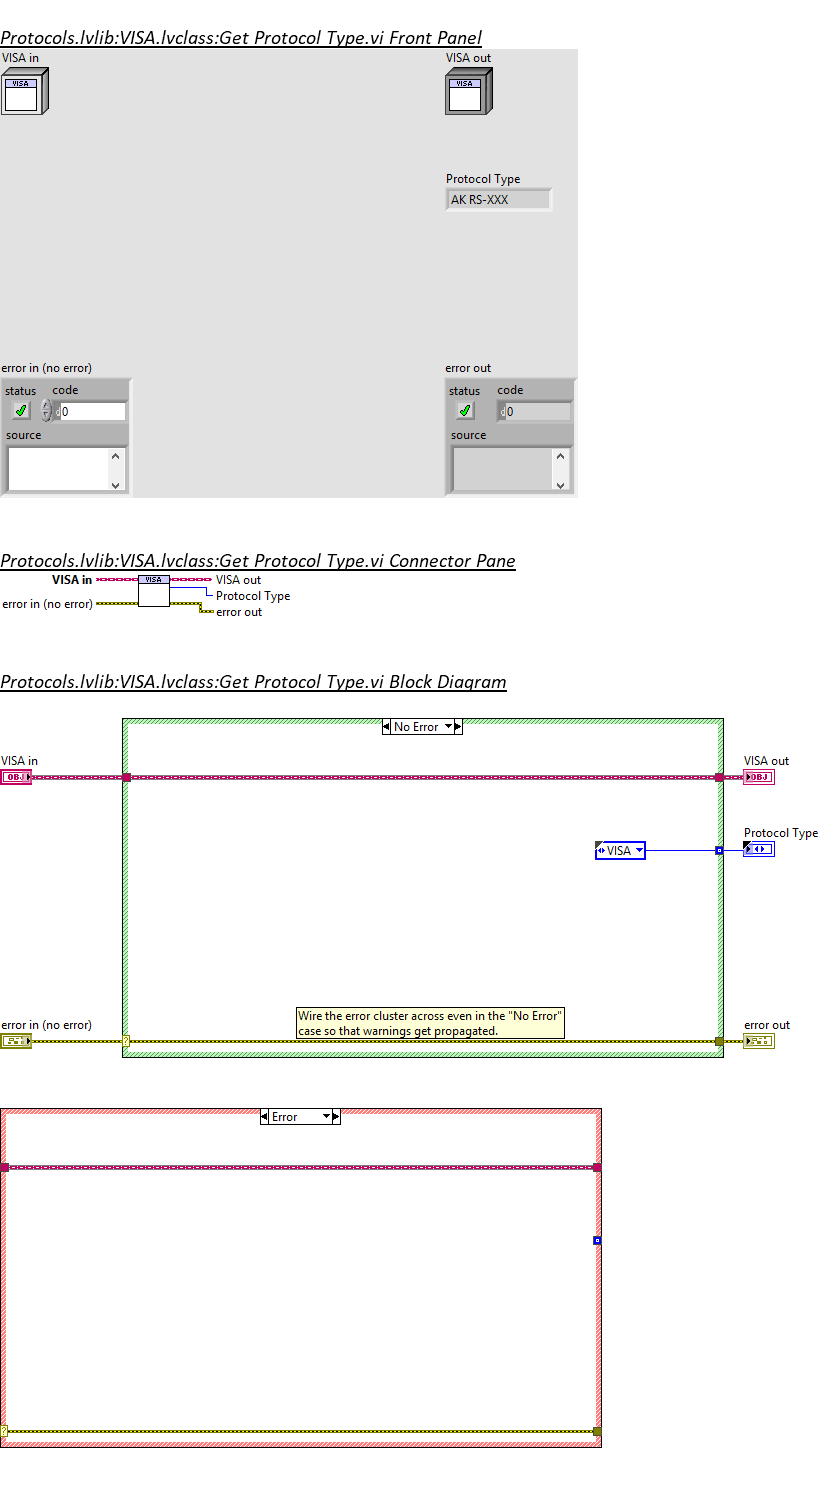 Protocols.lvlib:VISA.lvclass:Get Protocol Type.vi Front Panel
VISA in
VISA out
VISA
VISA
Protocol Type
AK RS-XXX
error in (no error)
error out
status code
status code
d 0
d 0
source
source
Protocols.lvlib:VISA.lvclass:Get Protocol Type.vi Connector Pane
VISA in
VISA
VISA out
Protocol Type
error in (no error)
error out
Protocols.lvlib:VISA.lvclass:Get Protocol Type.vi Block Diagram
No Error
VISA in
VISA out
OBJ
OBJ
Protocol Type
VISA
Wire the error cluster across even in the "No Error"
case so that warnings get propagated.
error in (no error)
error out
?
Error
?